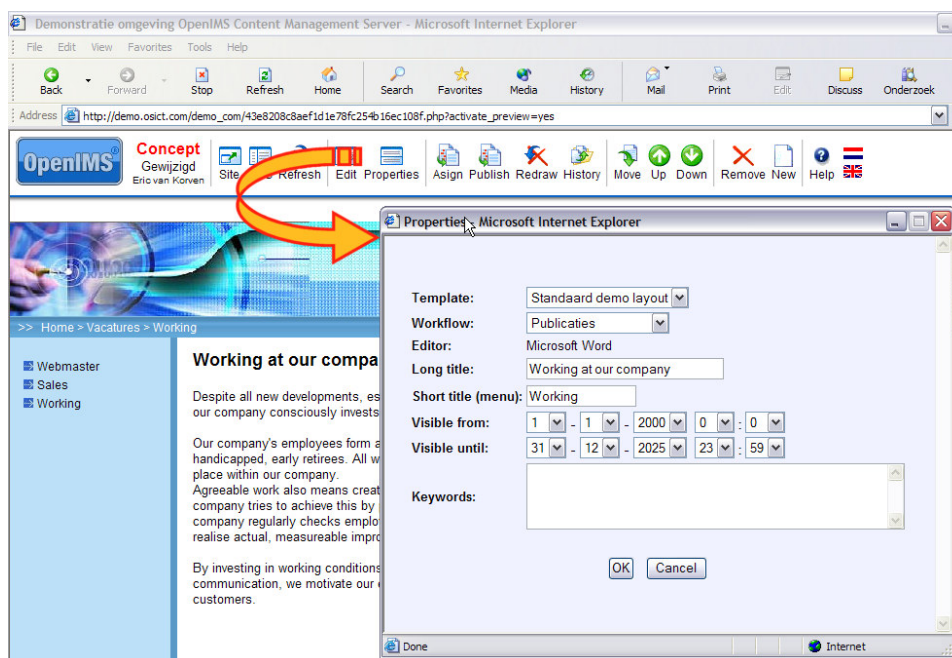 Demonstratie omgeving OpenIMS Content Management Server - Microsoft Internet Explorer
File Edit View Favorites Tools Help
Back Forward Stop Refresh Home Search Favorites Media History Mail Print Edit Discuss Onderzoek
Address http://demo.osict.com/demo_com/43e8208c8aef1d1e78fc254b16ec108f.php?activate_preview=yes
OpenIMS
Concept
Gewijzigd
Eric van Korven
Site Refresh Edit Properties Asign Publish Redraw History Move Up Down Remove New Help
Properties - Microsoft Internet Explorer
>> Home > Vacatures > Working
Webmaster
Sales
Working
Working at our compa
Despite all new developments, es
our company consciously invests
Our company's employees form a
handicapped, early retirees. All w
place within our company.
Agreeable work also means creat
company tries to achieve this by
company regularly checks emplo
realise actual, measureable impro
By investing in working conditions
communication, we motivate our
customers.
Template: Standaard demo layout
Workflow: Publicaties
Editor: Microsoft Word
Long title: Working at our company
Short title (menu): Working
Visible from: 1 - 1 - 2000 0 : 0
Visible until: 31 - 12 - 2025 23 : 59
Keywords:
OK Cancel
Done Internet